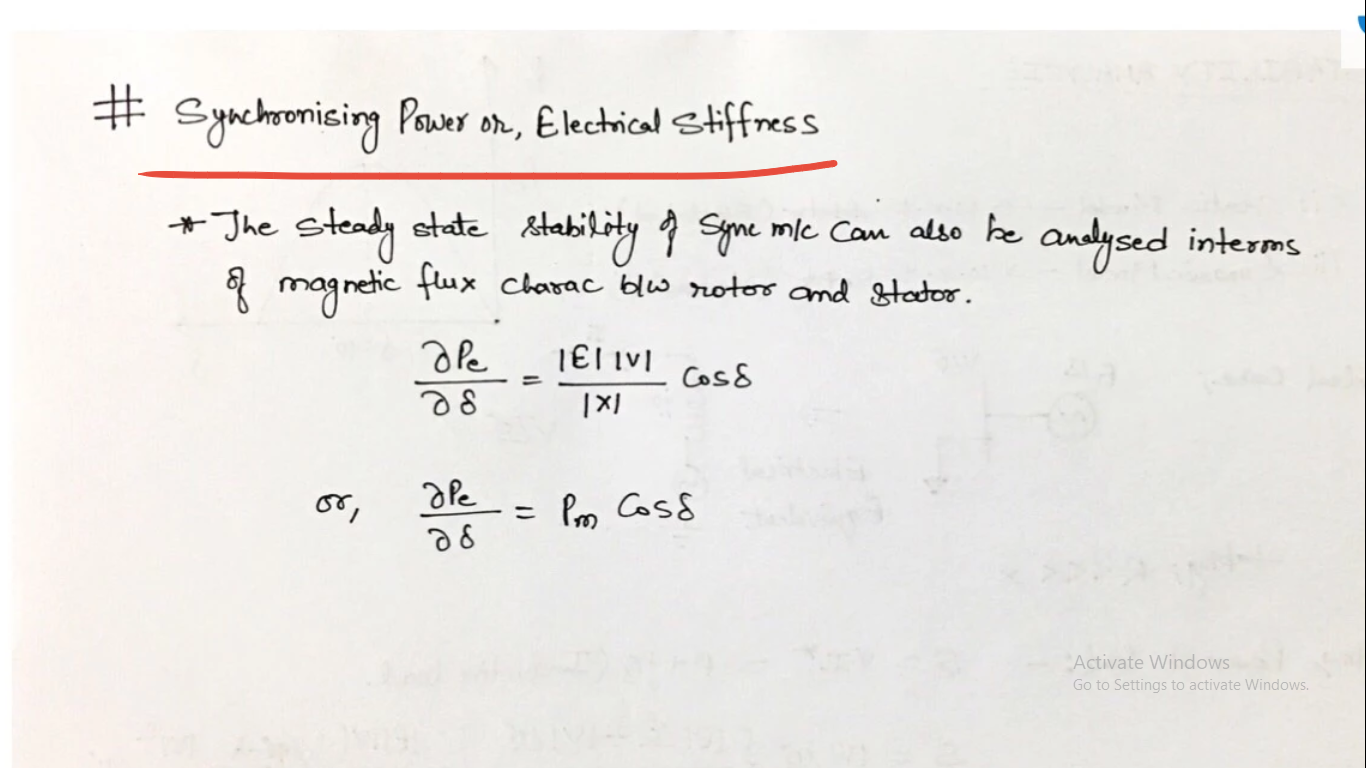 # Synchronising Power or, Electrical Stiffness
* The Steady state Stability of Sync m/c Can also be analysed interms
of magnetic flux charac b/w rotor and Stator.
∂Pe/∂δ = |E| |V|/|X| Cosδ
or, ∂Pe/∂δ = Pm Cosδ
Activate Windows
Go to Settings to activate Windows.